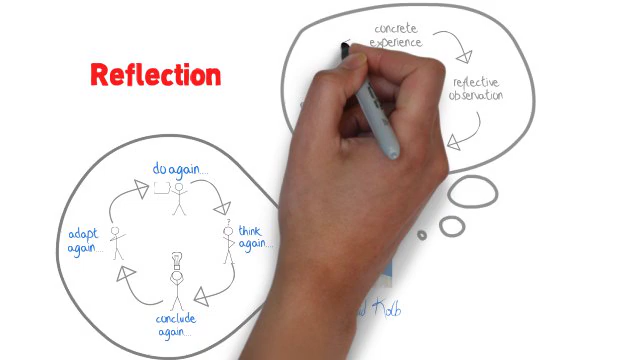 Reflection
concrete
experience
reflective
observation
do again....
think
again....
conclude
again....
adapt
again....
Kolb